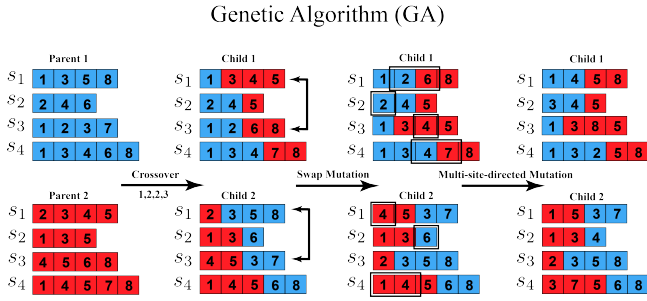 Genetic Algorithm (GA)
Parent 1 Child 1 Child 1 Child 1
S1 1 3 5 8 S1 1 3 4 5 S1 1 2 6 8 S1 1 4 5 8
S2 2 4 6 S2 2 4 5 S2 2 4 5 S2 3 4 5
S3 1 2 3 7 S3 1 2 6 8 S3 1 3 4 5 S3 1 3 8 5
S4 1 3 4 6 8 S4 1 3 4 7 8 S4 1 3 4 7 8 S4 1 3 2 5 8
Crossover Swap Mutation Multi-site-directed Mutation
1,2,2,3
Parent 2 Child 2 Child 2 Child 2
S1 2 3 4 5 S1 2 3 5 8 S1 4 5 3 7 S1 1 5 3 7
S2 1 3 5 S2 1 3 6 S2 1 3 6 S2 1 3 4
S3 4 5 6 8 S3 4 5 3 7 S3 2 3 5 8 S3 2 3 5 8
S4 1 4 5 7 8 S4 1 4 5 6 8 S4 1 4 5 6 8 S4 3 7 5 6 8